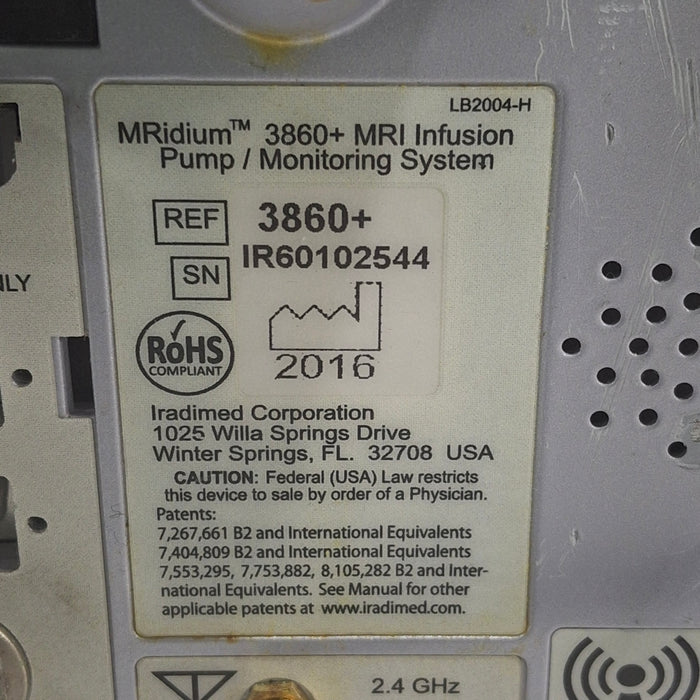 LB2004-H
MRidium™ 3860+ MRI Infusion
Pump / Monitoring System
REF 3860+
SN IR60102544
RoHS
COMPLIANT
2016
Iradimed Corporation
1025 Willa Springs Drive
Winter Springs, FL. 32708 USA
CAUTION: Federal (USA) Law restricts
this device to sale by order of a Physician.
Patents:
7,267,661 B2 and International Equivalents
7,404,809 B2 and International Equivalents
7,553,295, 7,753,882, 8,105,282 B2 and Inter-
national Equivalents. See Manual for other
applicable patents at www.iradimed.com.
2.4 GHz